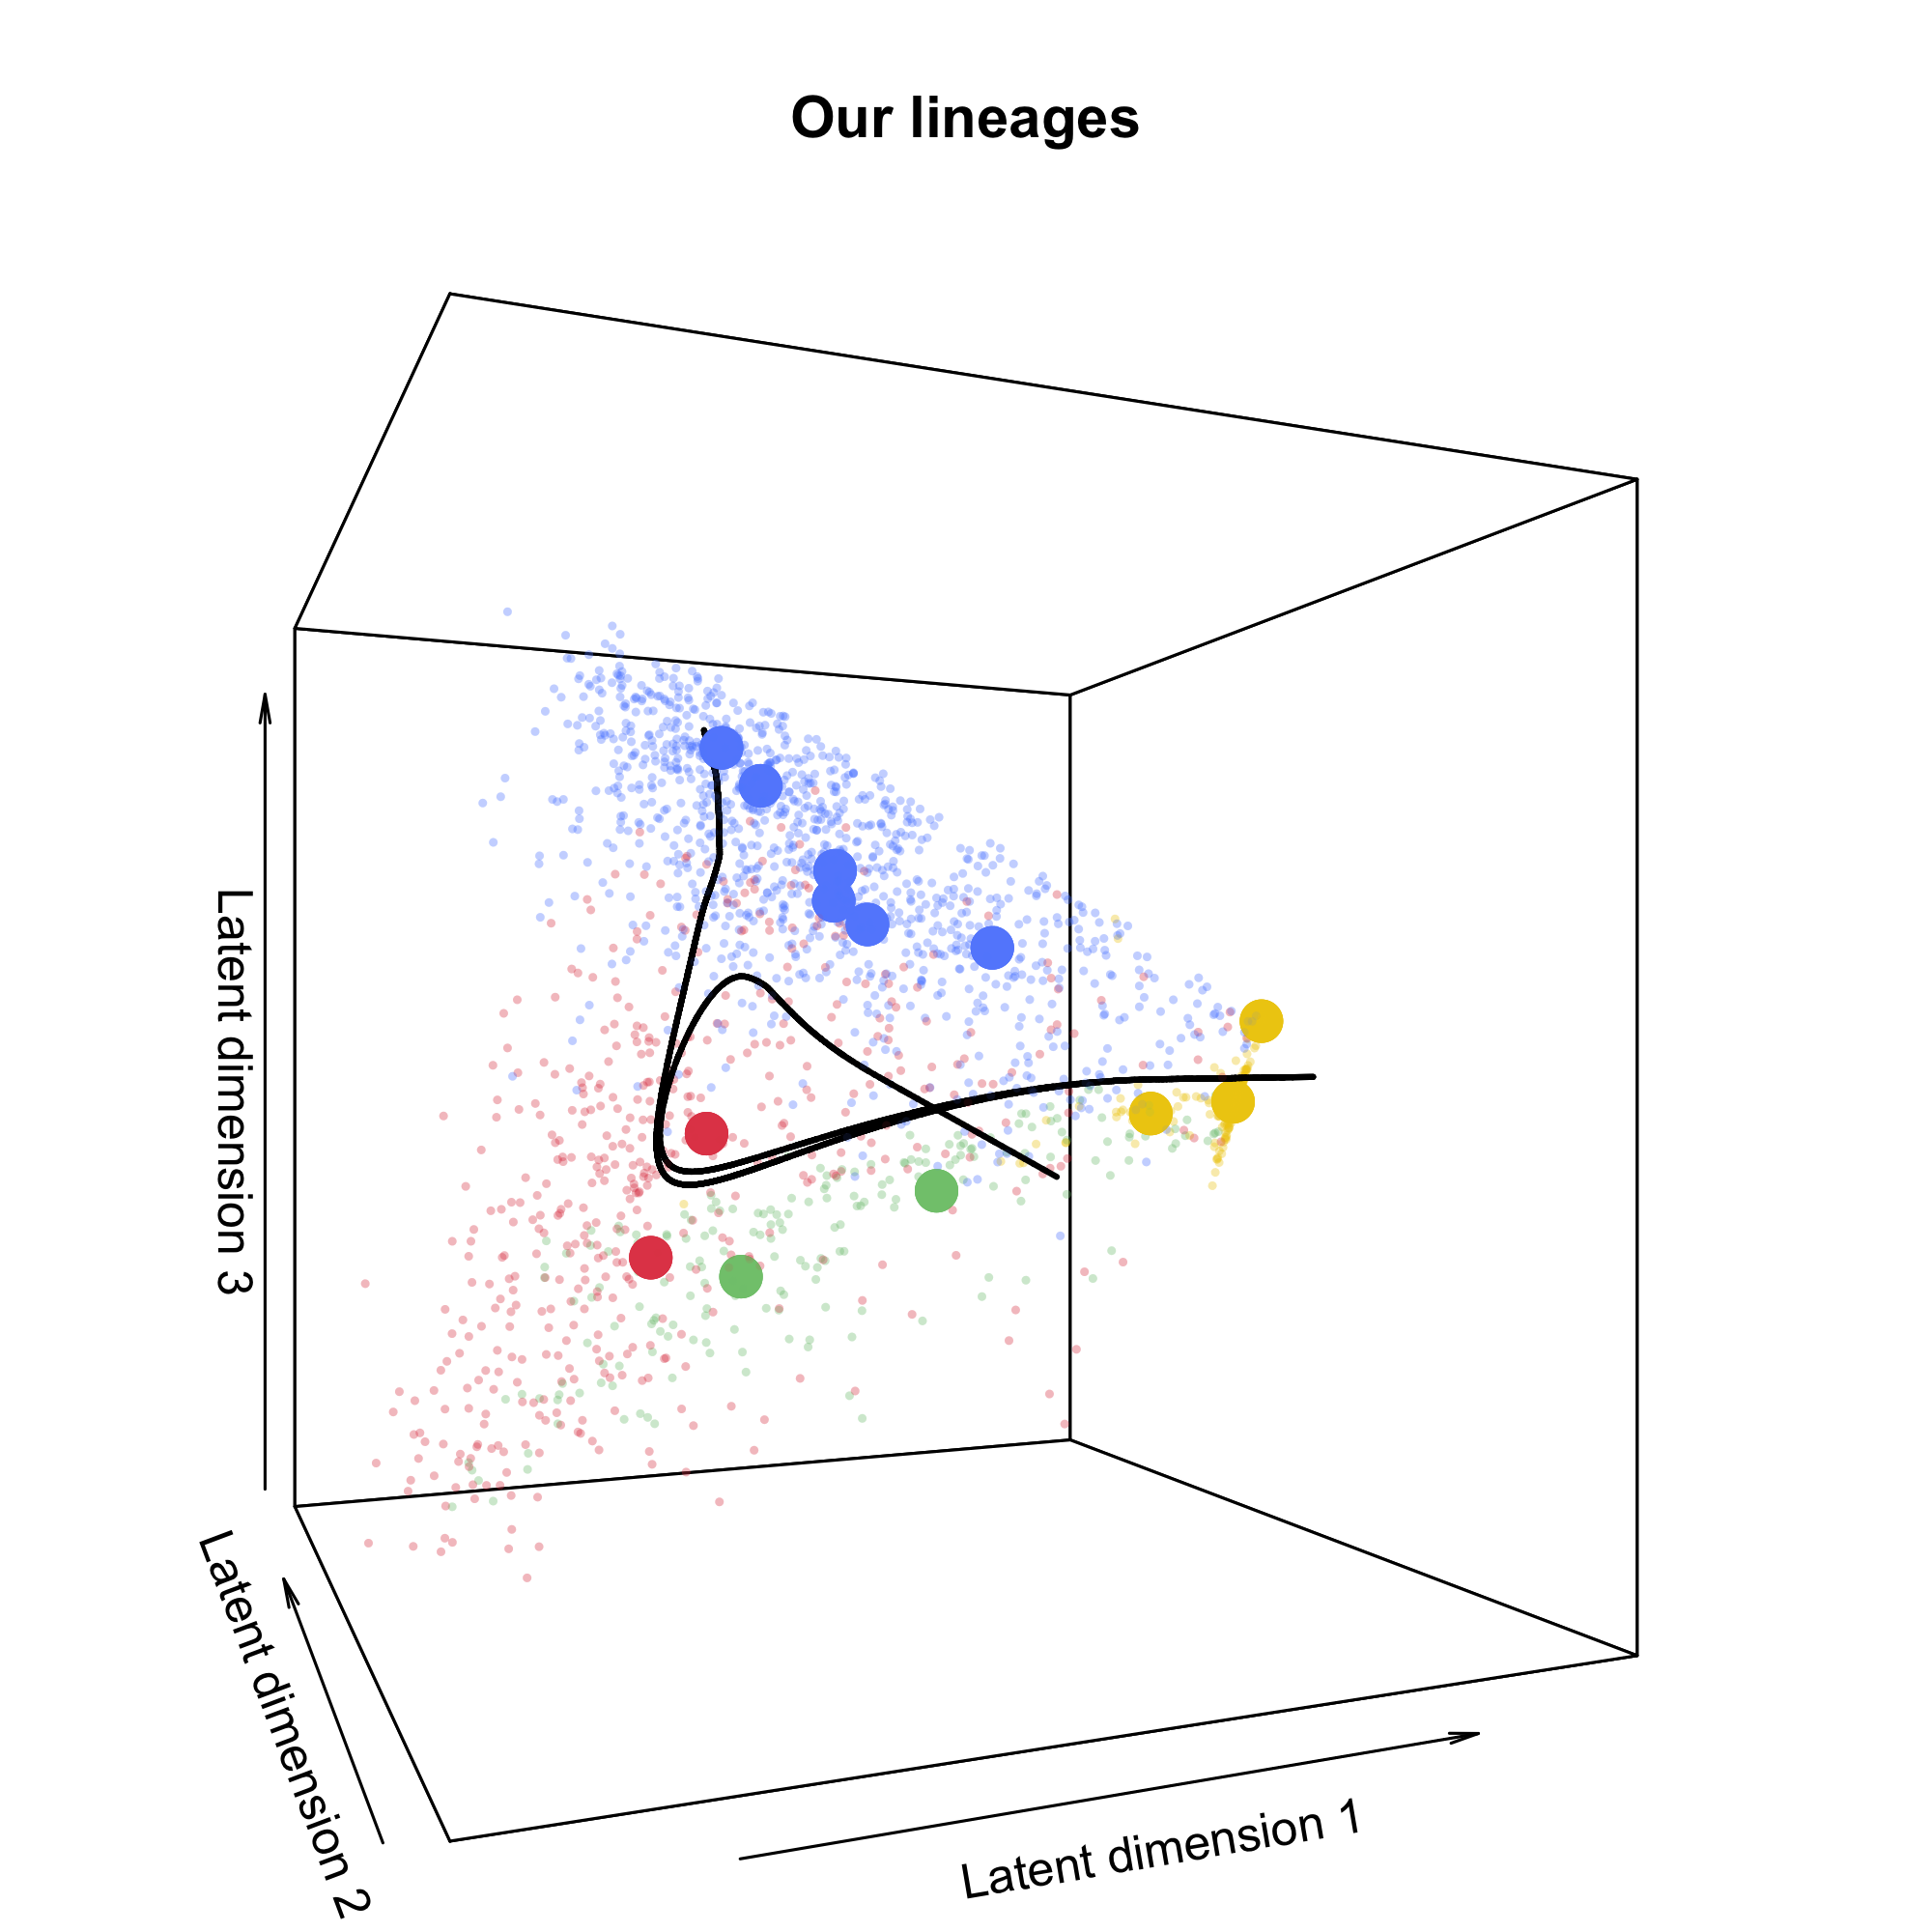 Our lineages
Latent dimension 3
Latent dimension 2
Latent dimension 1